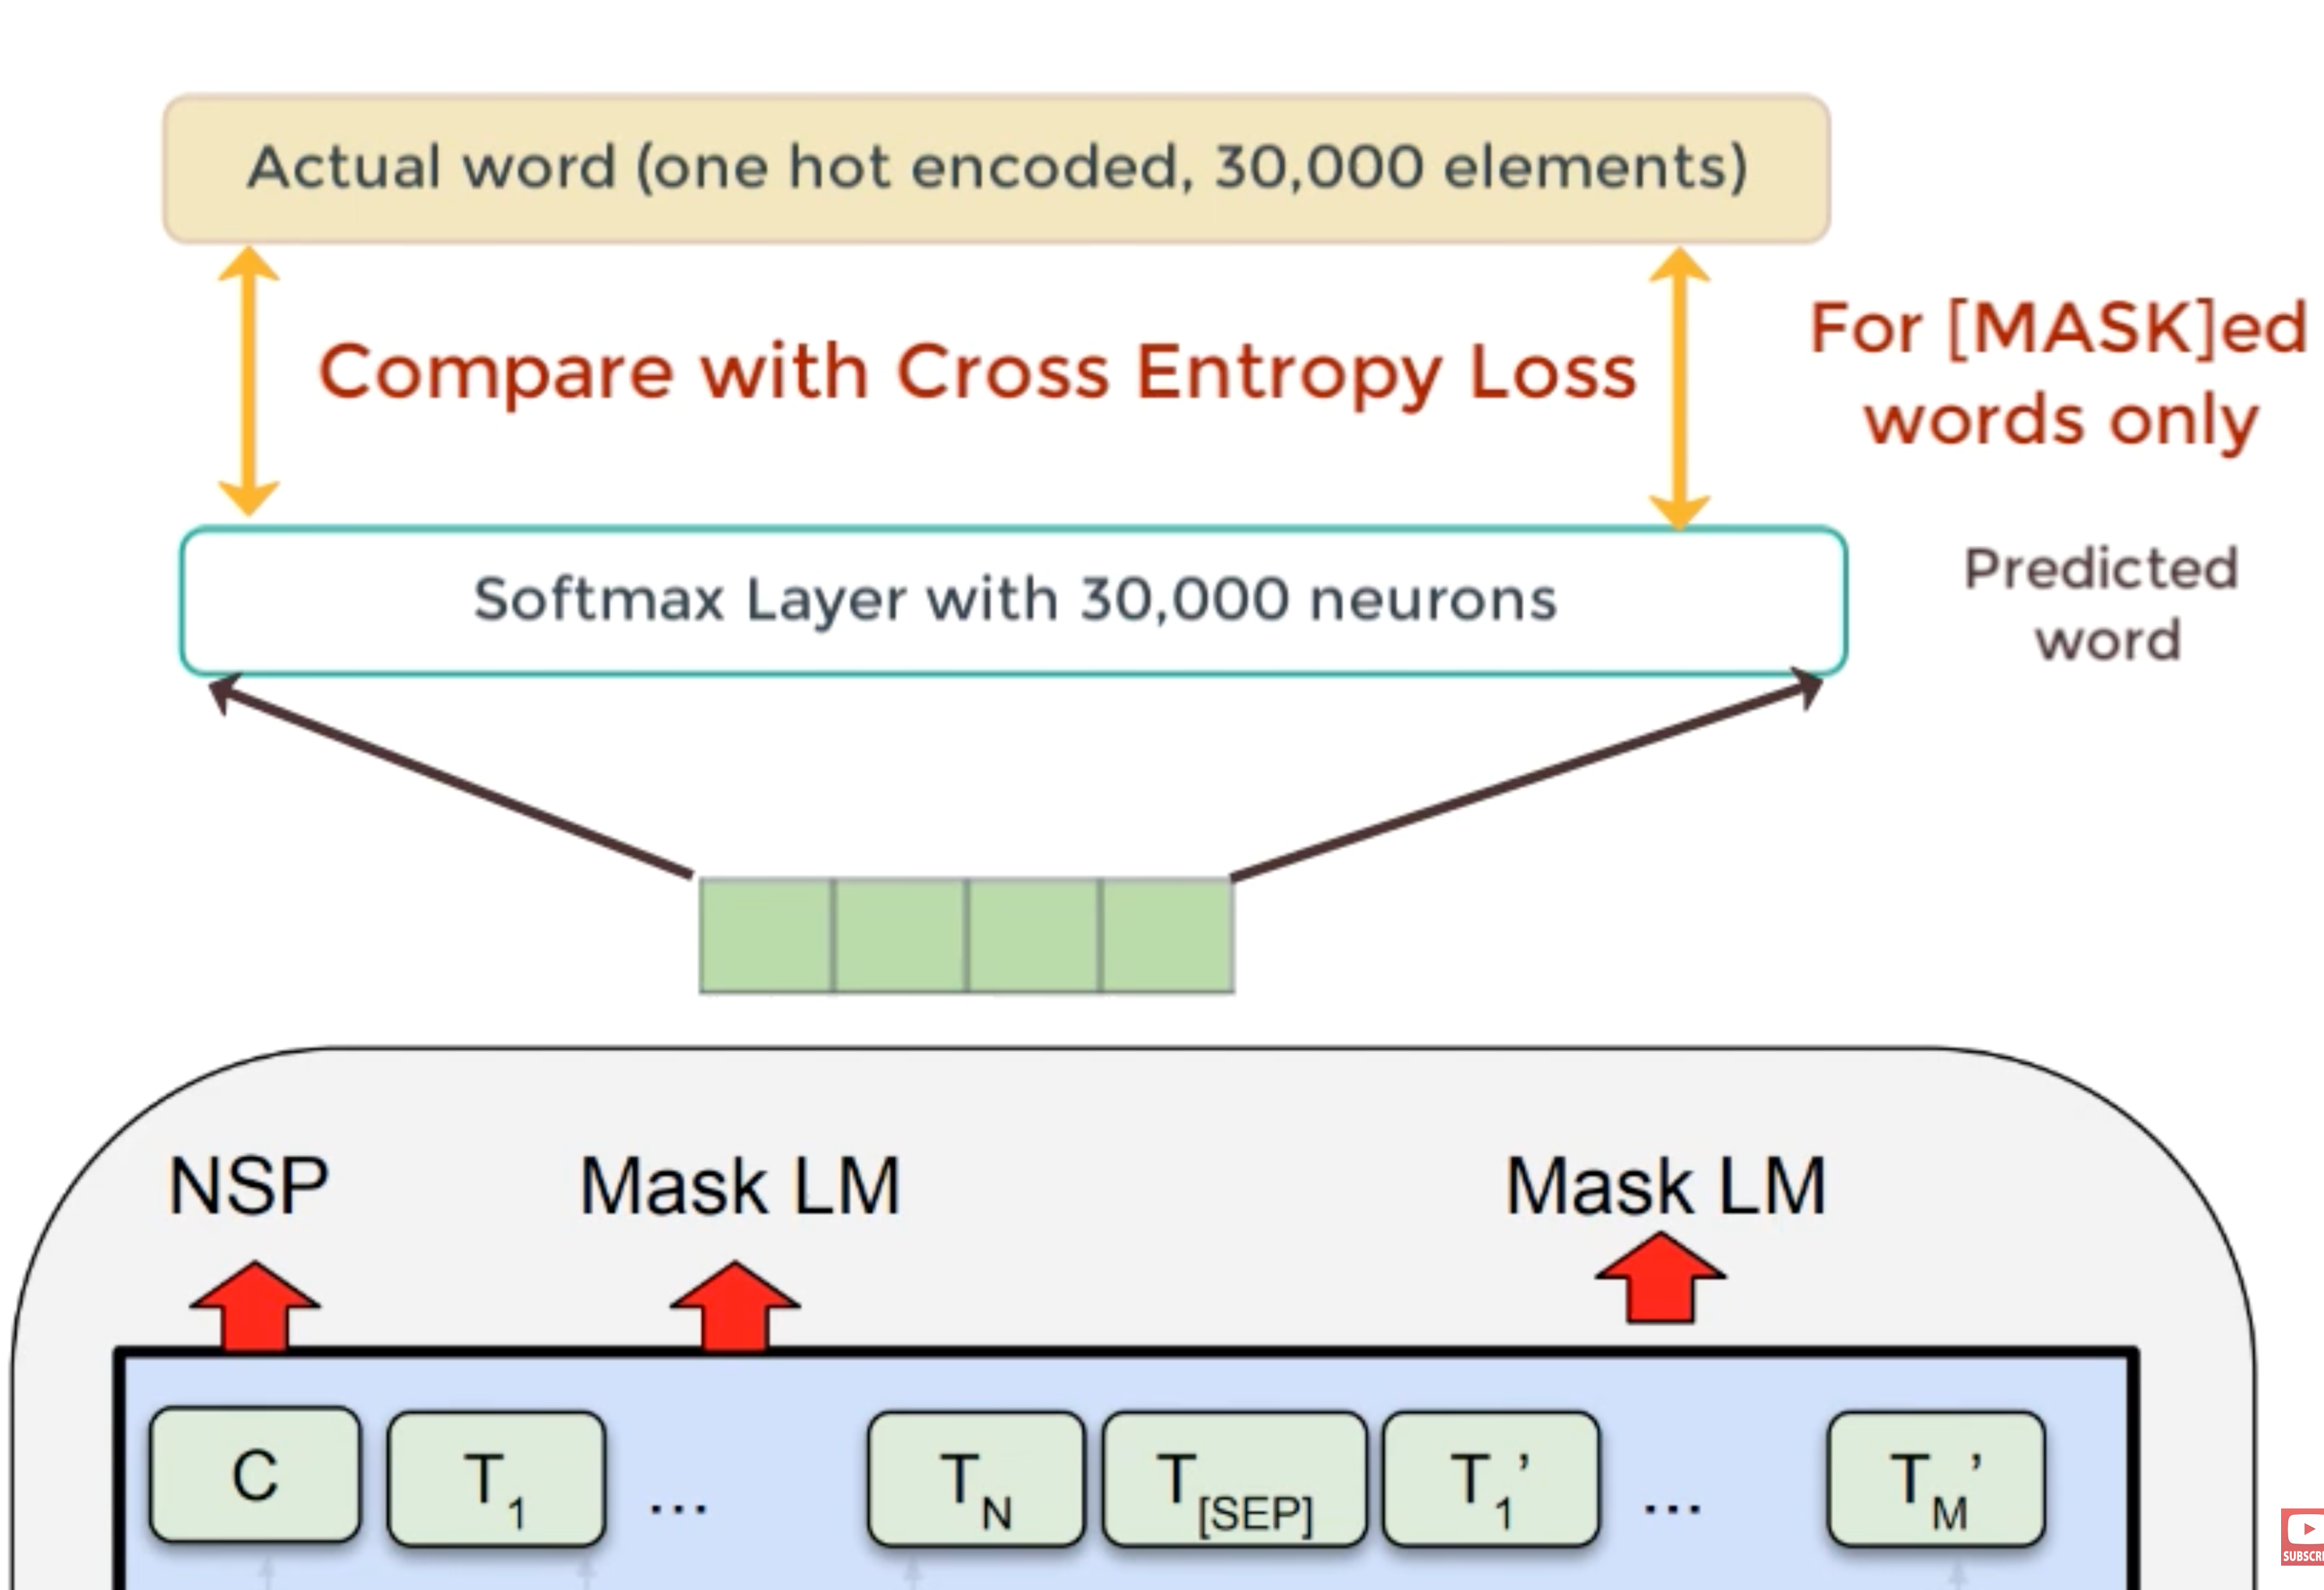 Actual word (one hot encoded, 30,000 elements)
Compare with Cross Entropy Loss
For [MASK]ed
words only
Softmax Layer with 30,000 neurons
Predicted
word
NSP
Mask LM
Mask LM
C
T1
...
TN
T[SEP]
T1’
...
TM’